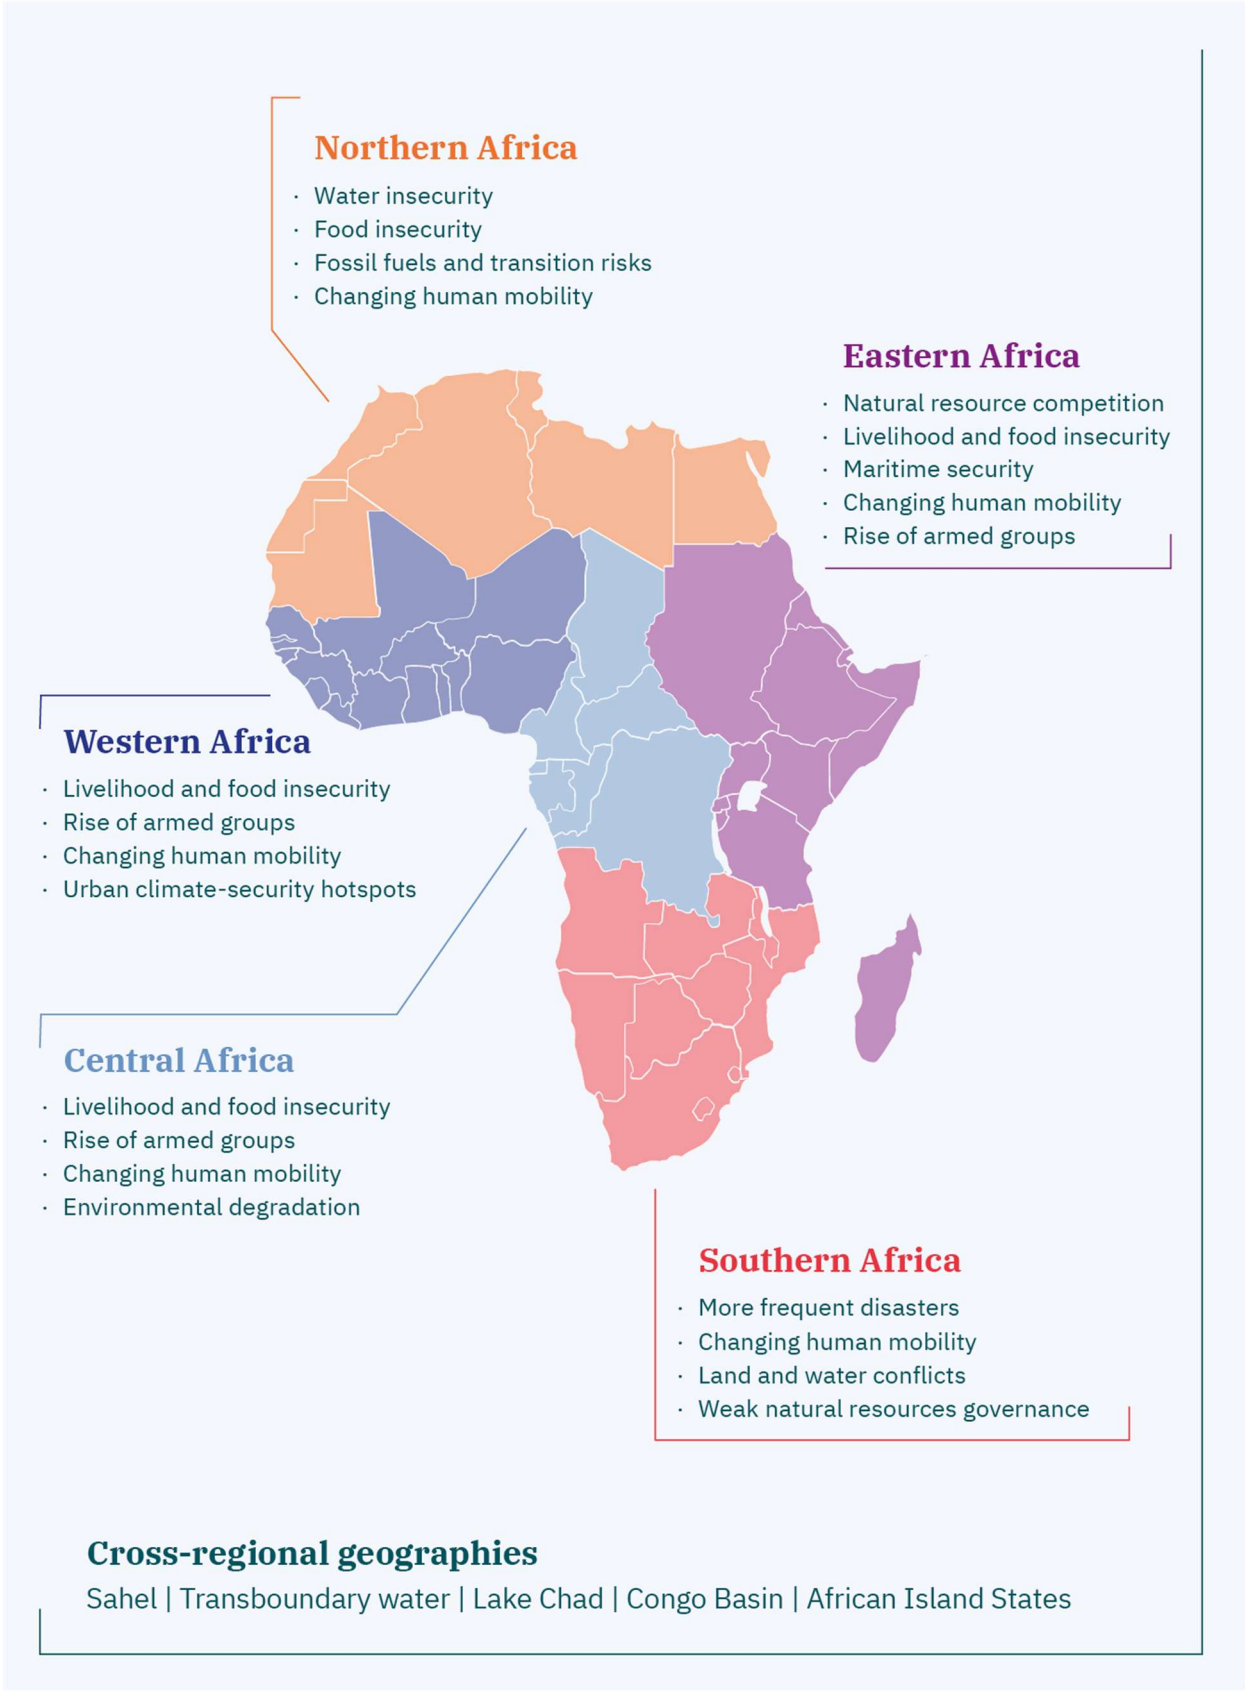 Northern Africa
· Water insecurity
· Food insecurity
· Fossil fuels and transition risks
· Changing human mobility
Eastern Africa
· Natural resource competition
· Livelihood and food insecurity
· Maritime security
· Changing human mobility
· Rise of armed groups
Western Africa
· Livelihood and food insecurity
· Rise of armed groups
· Changing human mobility
· Urban climate-security hotspots
Central Africa
· Livelihood and food insecurity
· Rise of armed groups
· Changing human mobility
· Environmental degradation
Southern Africa
· More frequent disasters
· Changing human mobility
· Land and water conflicts
· Weak natural resources governance
Cross-regional geographies
Sahel | Transboundary water | Lake Chad | Congo Basin | African Island States